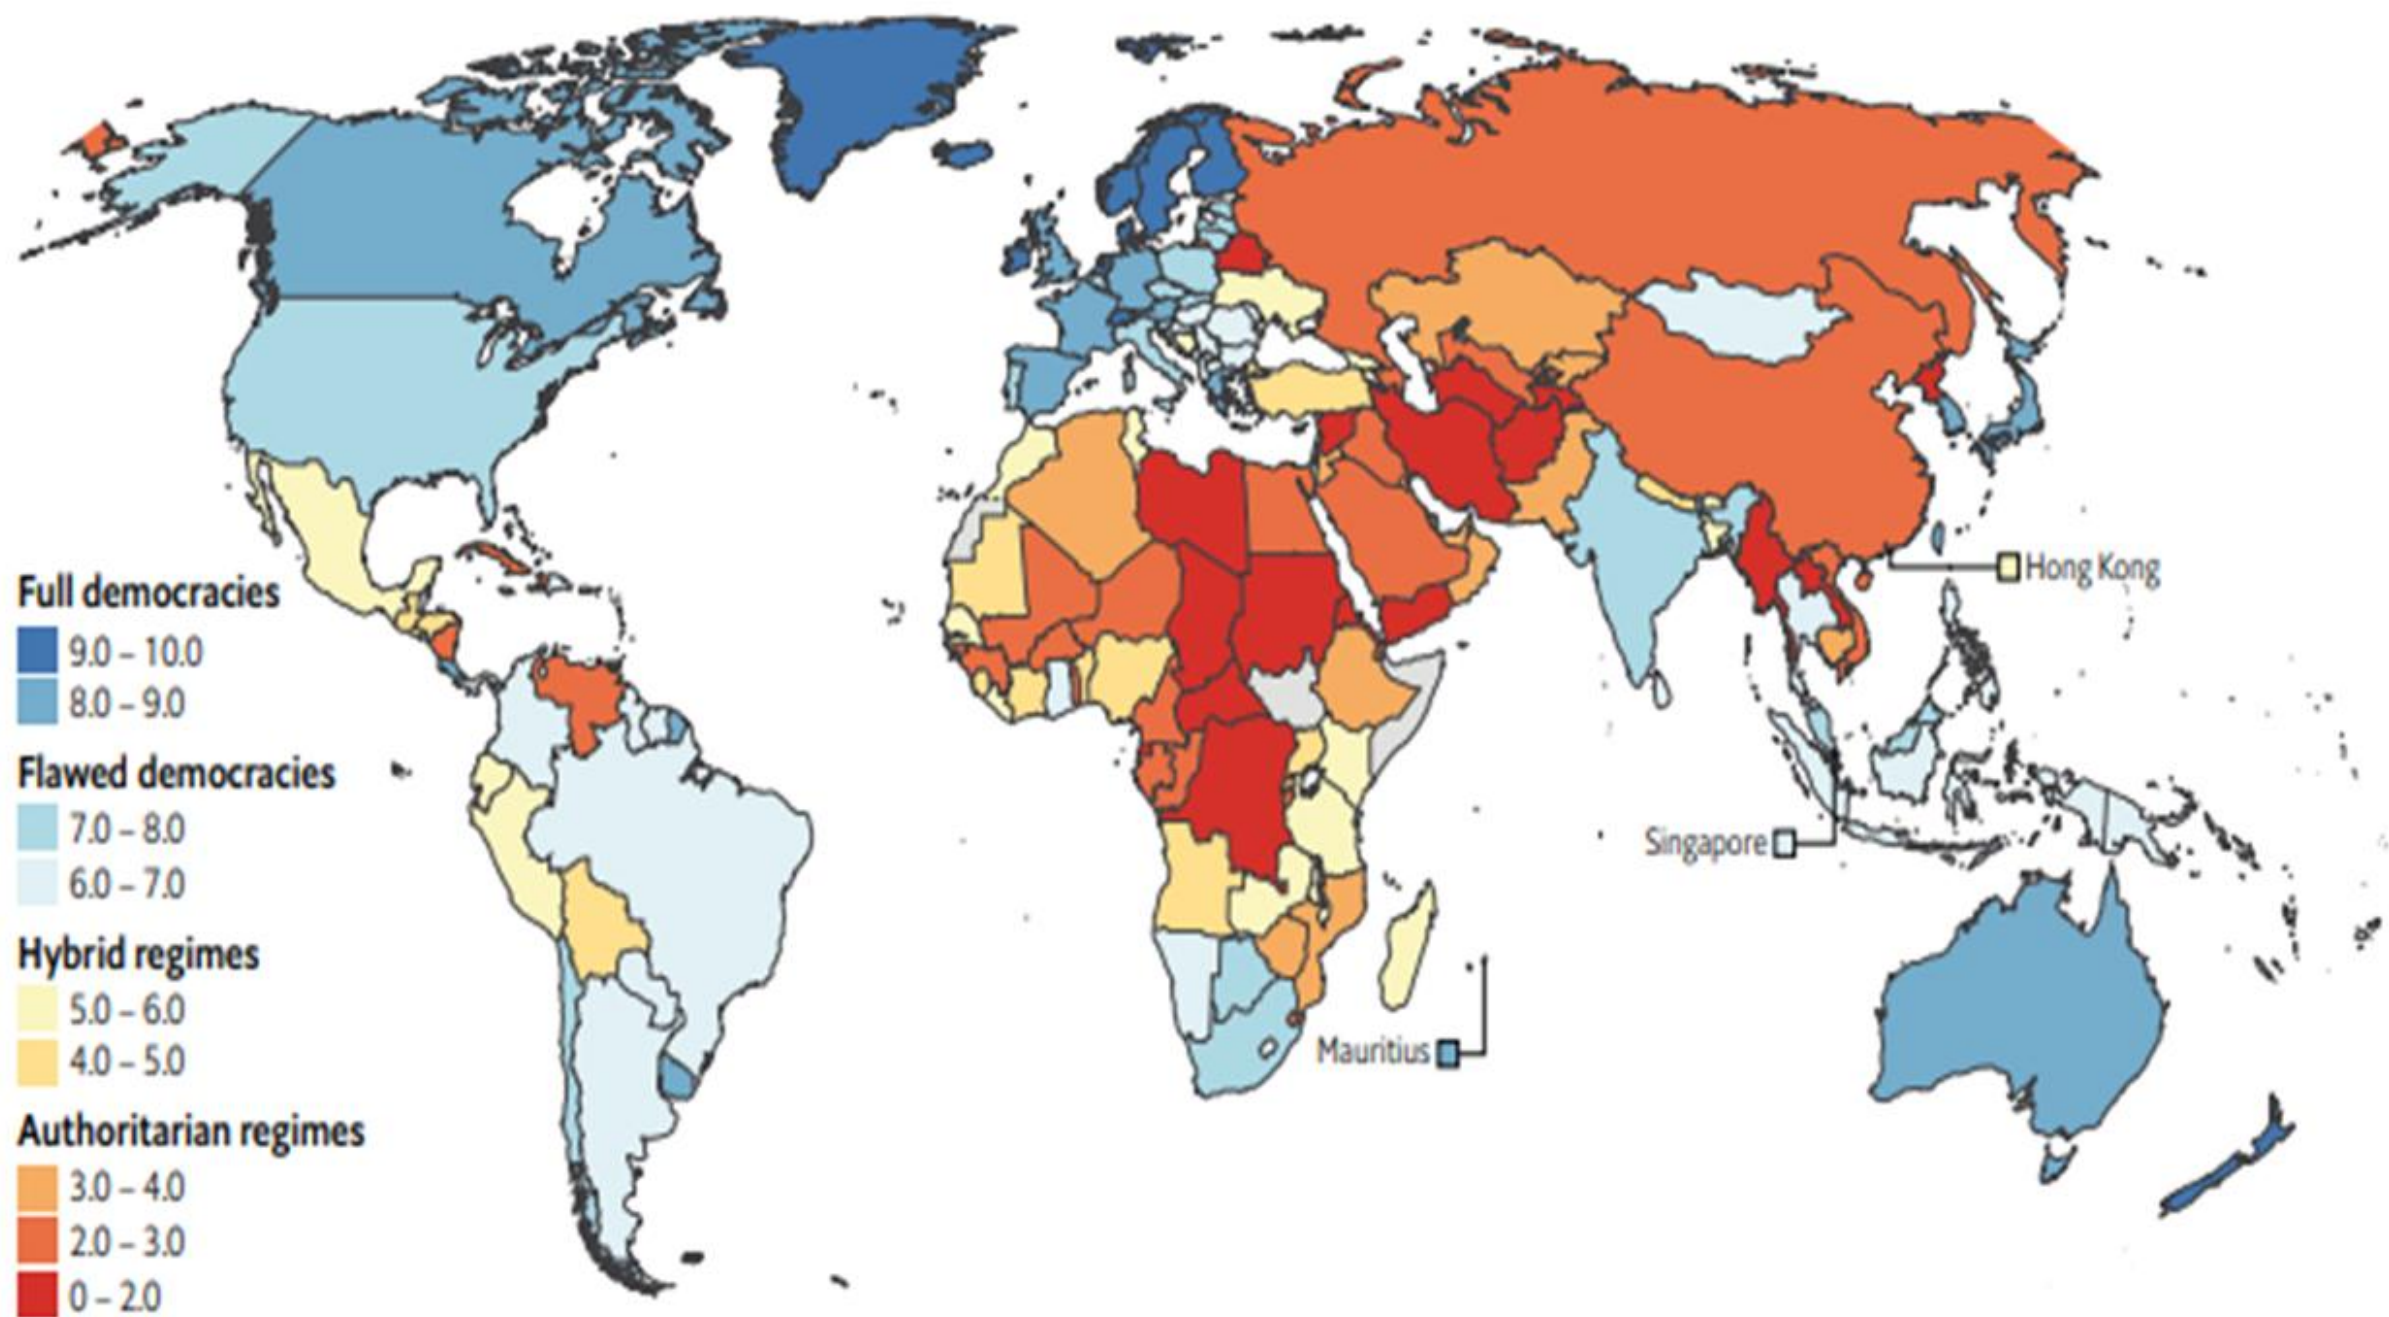 Full democracies
9.0 – 10.0
8.0 – 9.0
Flawed democracies
7.0 – 8.0
6.0 – 7.0
Hybrid regimes
5.0 – 6.0
4.0 – 5.0
Authoritarian regimes
3.0 – 4.0
2.0 – 3.0
0 – 2.0
Hong Kong
Singapore
Mauritius